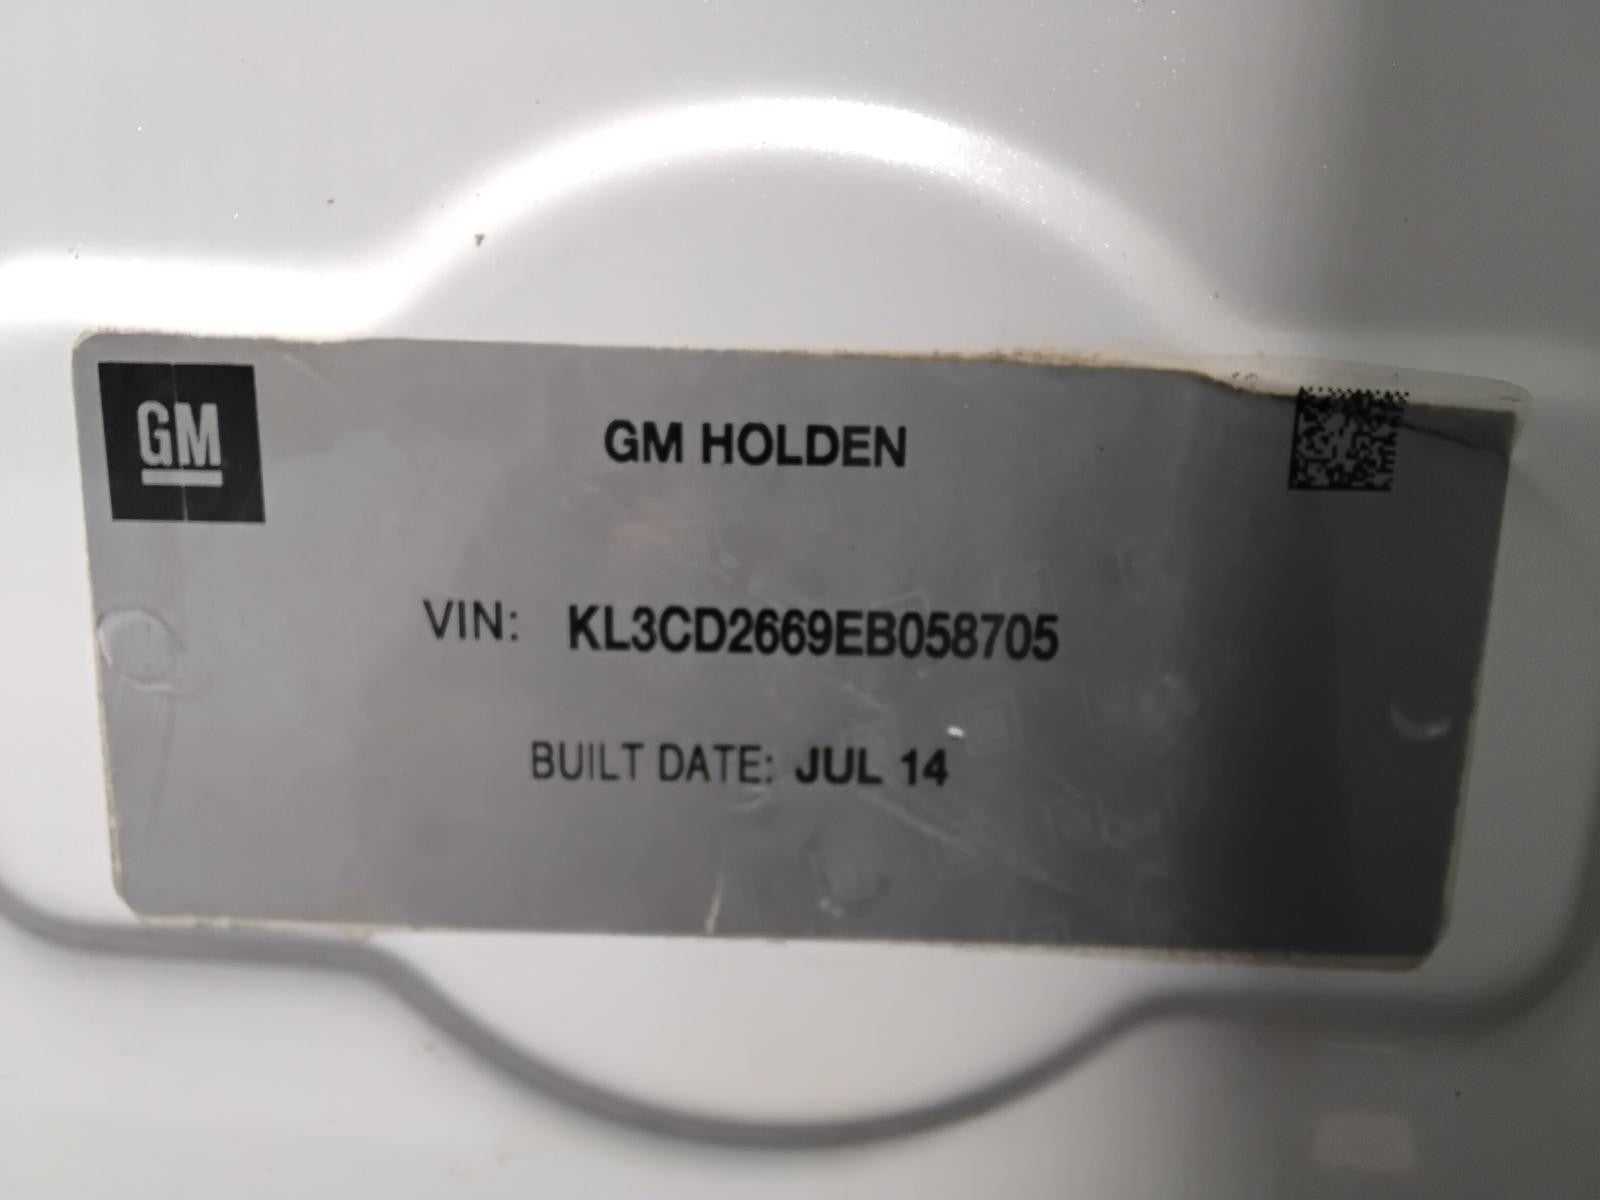 GM
GM HOLDEN
VIN: KL3CD2669EB058705
BUILT DATE: JUL 14